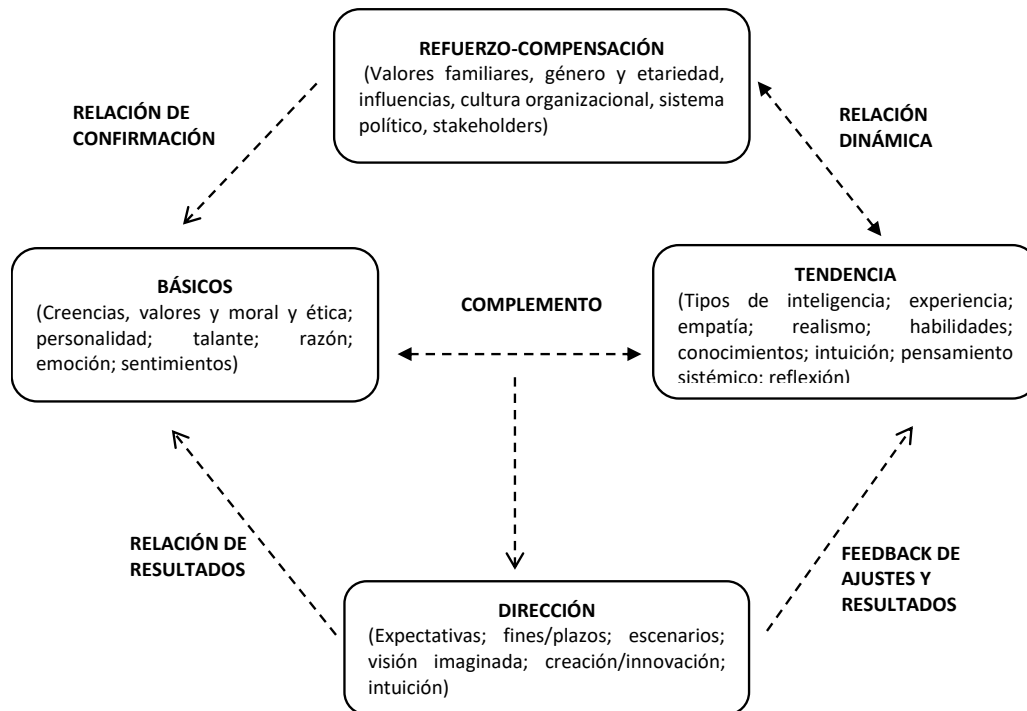 REFUERZO-COMPENSACIÓN
(Valores familiares, género y etariedad,
influencias, cultura organizacional, sistema
político, stakeholders)
RELACIÓN DE
CONFIRMACIÓN
RELACIÓN
DINÁMICA
BÁSICOS
(Creencias, valores y moral y ética;
personalidad; talante; razón;
emoción; sentimientos)
COMPLEMENTO
TENDENCIA
(Tipos de inteligencia; experiencia;
empatía; realismo; habilidades;
conocimientos; intuición; pensamiento
sistémico; reflexión)
RELACIÓN DE
RESULTADOS
FEEDBACK DE
AJUSTES Y
RESULTADOS
DIRECCIÓN
(Expectativas; fines/plazos; escenarios;
visión imaginada; creación/innovación;
intuición)